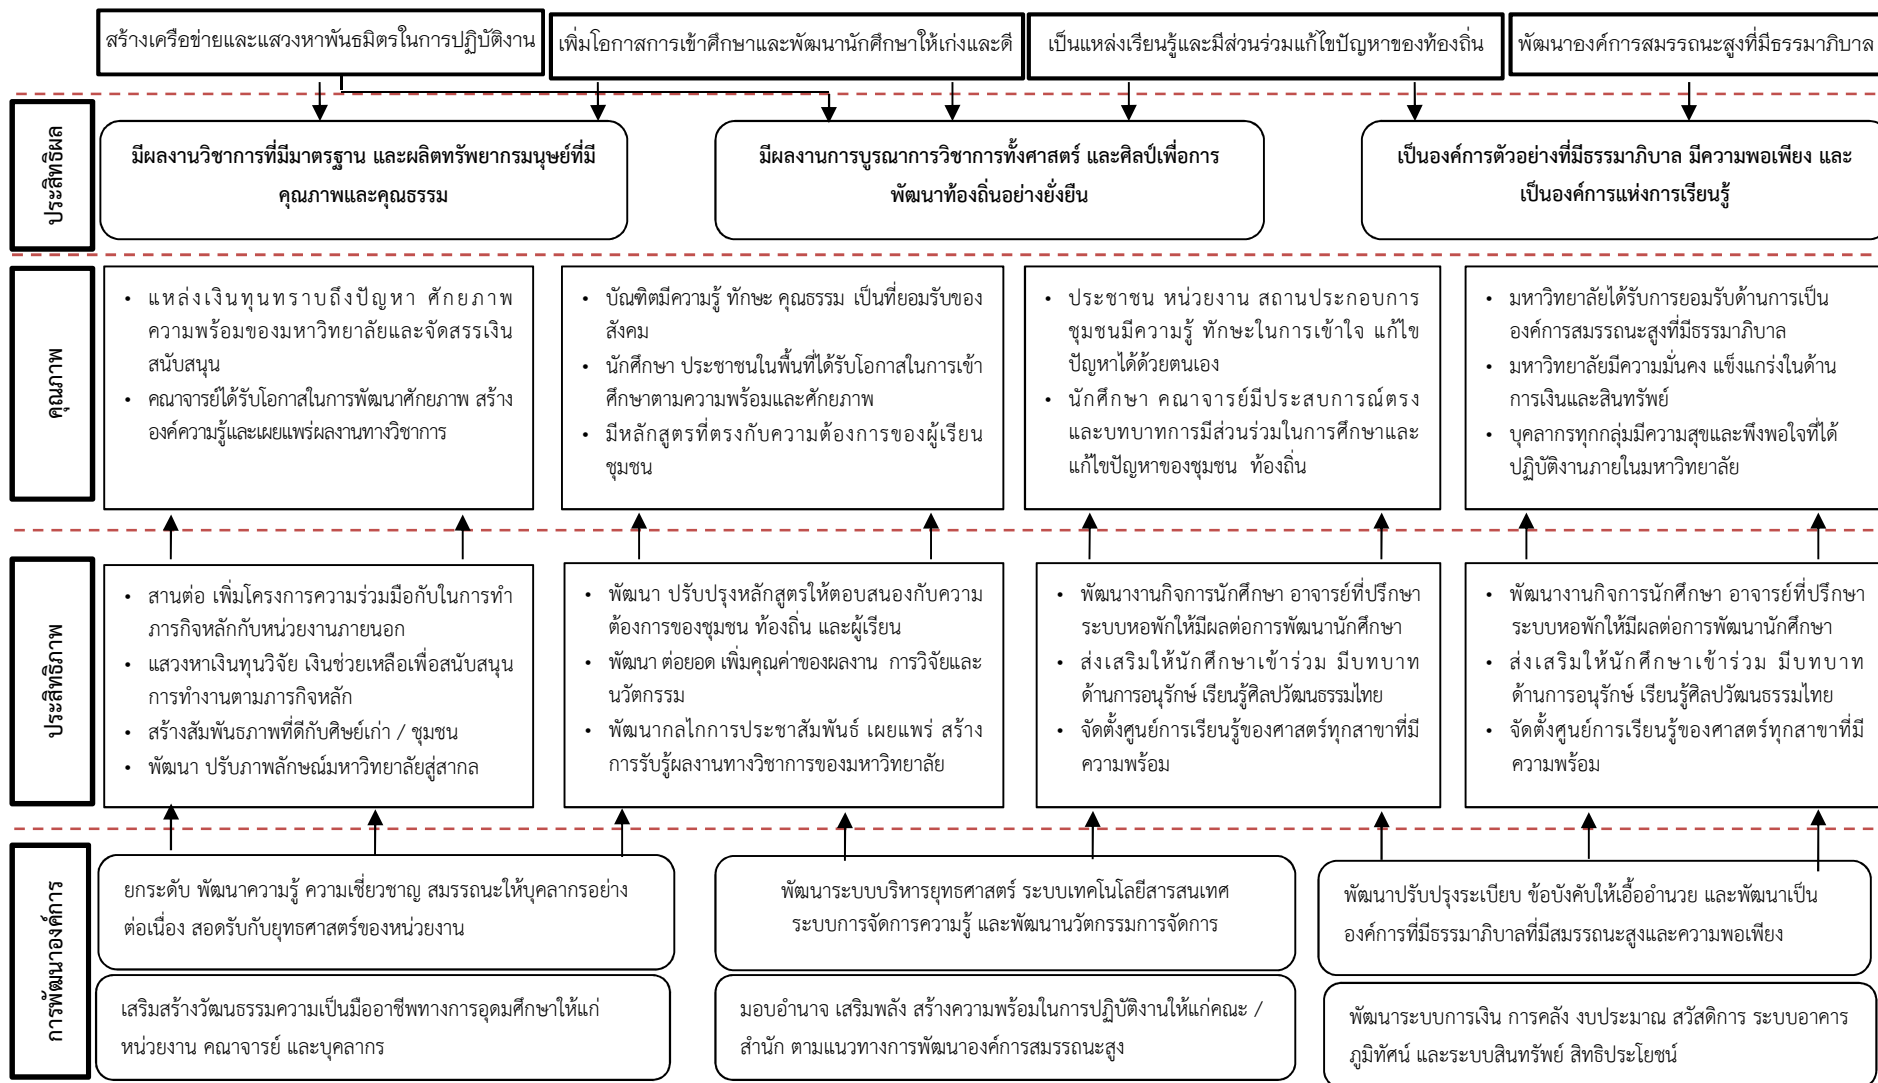 สร้างเครือข่ายและแสวงหาพันธมิตรในการปฏิบัติงาน
เพิ่มโอกาสการเข้าศึกษาและพัฒนานักศึกษาให้เก่งและดี
เป็นแหล่งเรียนรู้และมีส่วนร่วมแก้ไขปัญหาของท้องถิ่น
พัฒนาองค์การสมรรถนะสูงที่มีธรรมาภิบาล
ประสิทธิผล
มีผลงานวิชาการที่มีมาตรฐาน และผลิตทรัพยากรมนุษย์ที่มี
คุณภาพและคุณธรรม
มีผลงานการบูรณาการวิชาการทั้งศาสตร์ และศิลป์เพื่อการ
พัฒนาท้องถิ่นอย่างยั่งยืน
เป็นองค์การตัวอย่างที่มีธรรมาภิบาล มีความพอเพียง และ
เป็นองค์การแห่งการเรียนรู้
คุณภาพ
• แหล่งเงินทุนทราบถึงปัญหา ศักยภาพ
ความพร้อมของมหาวิทยาลัยและจัดสรรเงิน
สนับสนุน
• คณาจารย์ได้รับโอกาสในการพัฒนาศักยภาพ สร้าง
องค์ความรู้และเผยแพร่ผลงานทางวิชาการ
• บัณฑิตมีความรู้ ทักษะ คุณธรรม เป็นที่ยอมรับของ
สังคม
• นักศึกษา ประชาชนในพื้นที่ได้รับโอกาสในการเข้า
ศึกษาตามความพร้อมและศักยภาพ
• มีหลักสูตรที่ตรงกับความต้องการของผู้เรียน
ชุมชน
• ประชาชน หน่วยงาน สถานประกอบการ
ชุมชนมีความรู้ ทักษะในการเข้าใจ แก้ไข
ปัญหาได้ด้วยตนเอง
• นักศึกษา คณาจารย์มีประสบการณ์ตรง
และบทบาทการมีส่วนร่วมในการศึกษาและ
แก้ไขปัญหาของชุมชน ท้องถิ่น
• มหาวิทยาลัยได้รับการยอมรับด้านการเป็น
องค์การสมรรถนะสูงที่มีธรรมาภิบาล
• มหาวิทยาลัยมีความมั่นคง แข็งแกร่งในด้าน
การเงินและสินทรัพย์
• บุคลากรทุกกลุ่มมีความสุขและพึงพอใจที่ได้
ปฏิบัติงานภายในมหาวิทยาลัย
ประสิทธิภาพ
• สานต่อ เพิ่มโครงการความร่วมมือกับในการทำ
ภารกิจหลักกับหน่วยงานภายนอก
• แสวงหาเงินทุนวิจัย เงินช่วยเหลือเพื่อสนับสนุน
การทำงานตามภารกิจหลัก
• สร้างสัมพันธภาพที่ดีกับศิษย์เก่า / ชุมชน
• พัฒนา ปรับภาพลักษณ์มหาวิทยาลัยสู่สากล
• พัฒนา ปรับปรุงหลักสูตรให้ตอบสนองกับความ
ต้องการของชุมชน ท้องถิ่น และผู้เรียน
• พัฒนา ต่อยอด เพิ่มคุณค่าของผลงาน การวิจัยและ
นวัตกรรม
• พัฒนากลไกการประชาสัมพันธ์ เผยแพร่ สร้าง
การรับรู้ผลงานทางวิชาการของมหาวิทยาลัย
• พัฒนางานกิจการนักศึกษา อาจารย์ที่ปรึกษา
ระบบหอพักให้มีผลต่อการพัฒนานักศึกษา
• ส่งเสริมให้นักศึกษาเข้าร่วม มีบทบาท
ด้านการอนุรักษ์ เรียนรู้ศิลปวัฒนธรรมไทย
• จัดตั้งศูนย์การเรียนรู้ของศาสตร์ทุกสาขาที่มี
ความพร้อม
• พัฒนางานกิจการนักศึกษา อาจารย์ที่ปรึกษา
ระบบหอพักให้มีผลต่อการพัฒนานักศึกษา
• ส่งเสริมให้นักศึกษาเข้าร่วม มีบทบาท
ด้านการอนุรักษ์ เรียนรู้ศิลปวัฒนธรรมไทย
• จัดตั้งศูนย์การเรียนรู้ของศาสตร์ทุกสาขาที่มี
ความพร้อม
การพัฒนาองค์การ
ยกระดับ พัฒนาความรู้ ความเชี่ยวชาญ สมรรถนะให้บุคลากรอย่าง
ต่อเนื่อง สอดรับกับยุทธศาสตร์ของหน่วยงาน
พัฒนาระบบบริหารยุทธศาสตร์ ระบบเทคโนโลยีสารสนเทศ
ระบบการจัดการความรู้ และพัฒนานวัตกรรมการจัดการ
พัฒนาปรับปรุงระเบียบ ข้อบังคับให้เอื้ออำนวย และพัฒนาเป็น
องค์การที่มีธรรมาภิบาลที่มีสมรรถนะสูงและความพอเพียง
เสริมสร้างวัฒนธรรมความเป็นมืออาชีพทางการอุดมศึกษาให้แก่
หน่วยงาน คณาจารย์ และบุคลากร
มอบอำนาจ เสริมพลัง สร้างความพร้อมในการปฏิบัติงานให้แก่คณะ /
สำนัก ตามแนวทางการพัฒนาองค์การสมรรถนะสูง
พัฒนาระบบการเงิน การคลัง งบประมาณ สวัสดิการ ระบบอาคาร
ภูมิทัศน์ และระบบสินทรัพย์ สิทธิประโยชน์